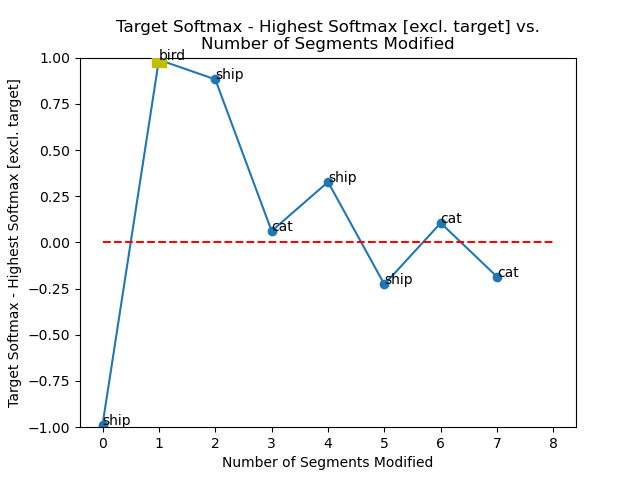 Target Softmax - Highest Softmax [excl. target] vs.
Number of Segments Modified
Target Softmax - Highest Softmax [excl. target]
1.00
0.75
0.50
0.25
0.00
−0.25
−0.50
−0.75
−1.00
ship
bird
ship
cat
ship
ship
cat
cat
0 1 2 3 4 5 6 7 8
Number of Segments Modified